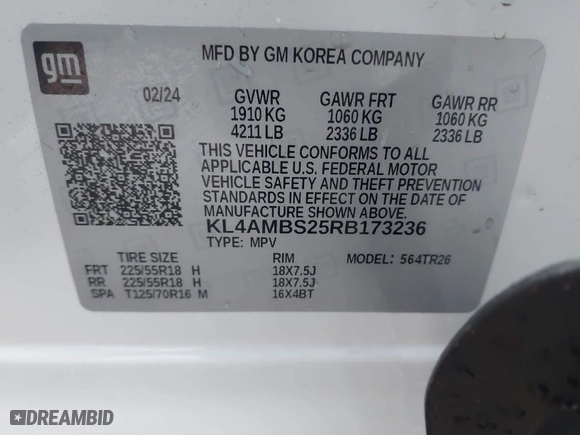 gm
MFD BY GM KOREA COMPANY
02/24 GVWR GAWR FRT GAWR RR
1910 KG 1060 KG 1060 KG
4211 LB 2336 LB 2336 LB
THIS VEHICLE CONFORMS TO ALL
APPLICABLE U.S. FEDERAL MOTOR
VEHICLE SAFETY AND THEFT PREVENTION
STANDARDS IN EFFECT ON THE DATE OF
MANUFACTURE SHOWN ABOVE.
KL4AMBS25RB173236
TYPE: MPV MODEL: 564TR26
TIRE SIZE RIM
FRT 225/55R18 H 18X7.5J
RR 225/55R18 H 18X7.5J
SPA T125/70R16 M 16X4BT
DREAMBID